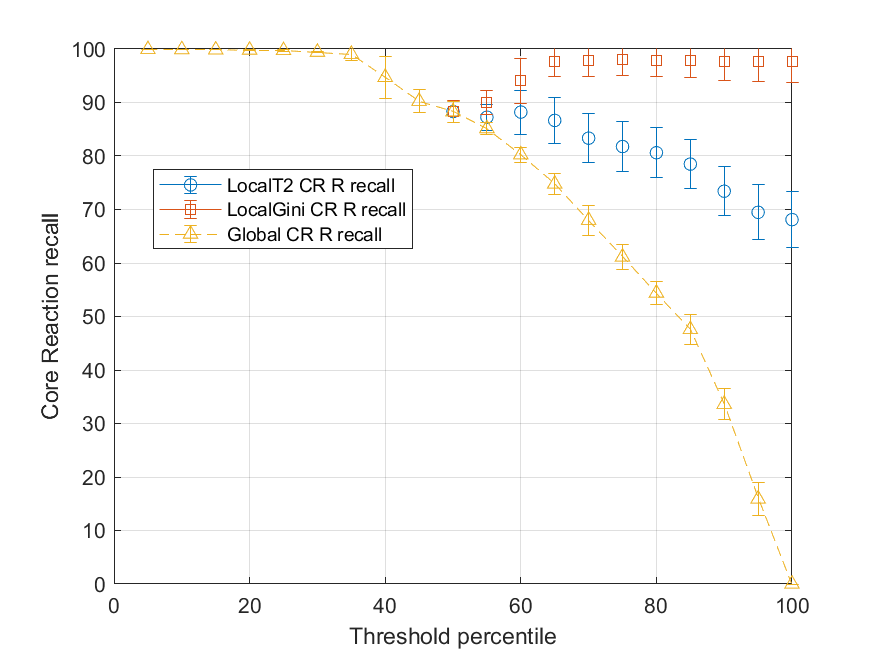 100
90
80
70
60
50
40
30
20
10
0
Core Reaction recall
LocalT2 CR R recall
LocalGini CR R recall
Global CR R recall
0 20 40 60 80 100
Threshold percentile